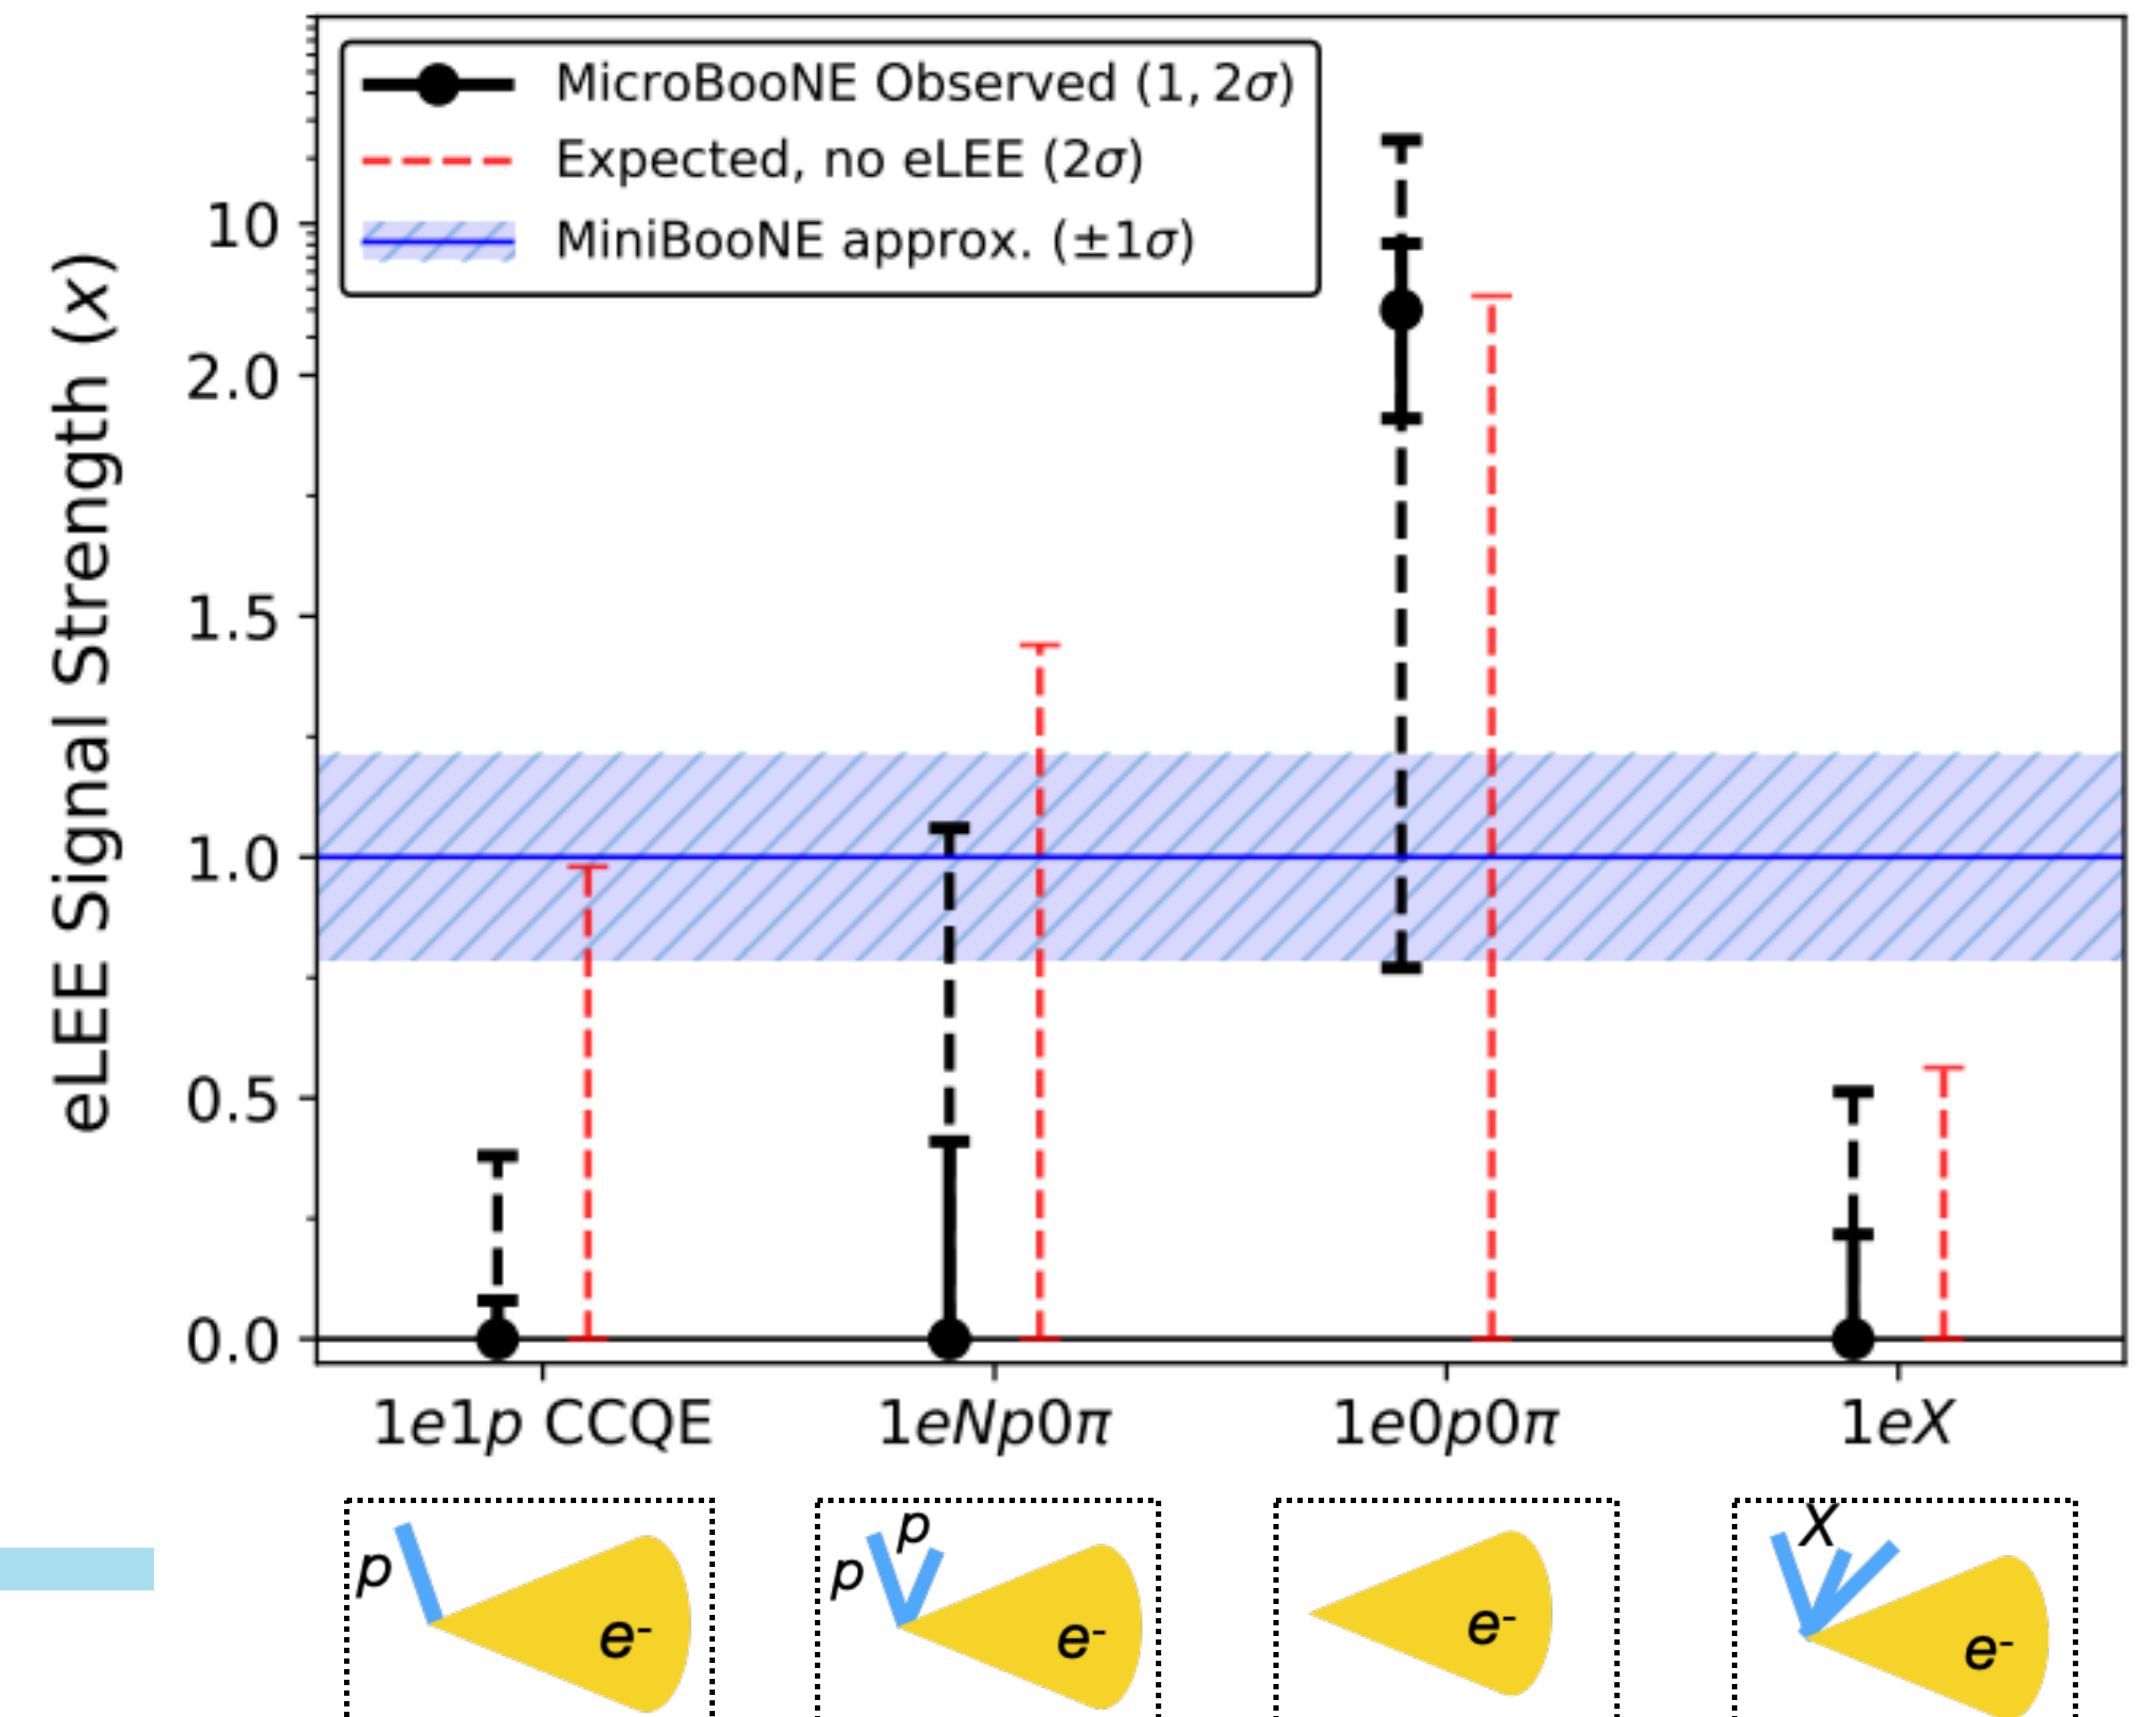 MicroBooNE Observed (1, 2σ)
Expected, no eLEE (2σ)
MiniBooNE approx. (±1σ)
eLEE Signal Strength (x)
10
2.0
1.5
1.0
0.5
0.0
1e1p CCQE
1eNp0π
1e0p0π
1eX
p
e-
p
p
e-
e-
X
e-